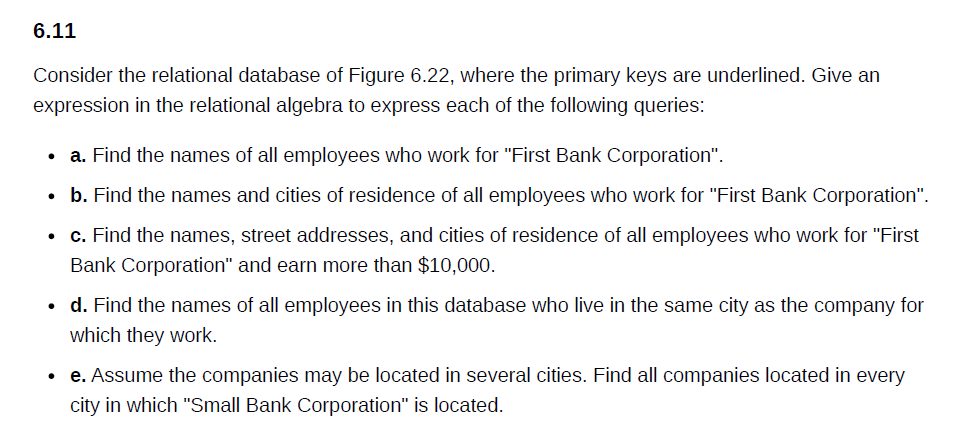 6.11
Consider the relational database of Figure 6.22, where the primary keys are underlined. Give an
expression in the relational algebra to express each of the following queries:
• a. Find the names of all employees who work for "First Bank Corporation".
• b. Find the names and cities of residence of all employees who work for "First Bank Corporation".
• c. Find the names, street addresses, and cities of residence of all employees who work for "First
Bank Corporation" and earn more than $10,000.
• d. Find the names of all employees in this database who live in the same city as the company for
which they work.
• e. Assume the companies may be located in several cities. Find all companies located in every
city in which "Small Bank Corporation" is located.